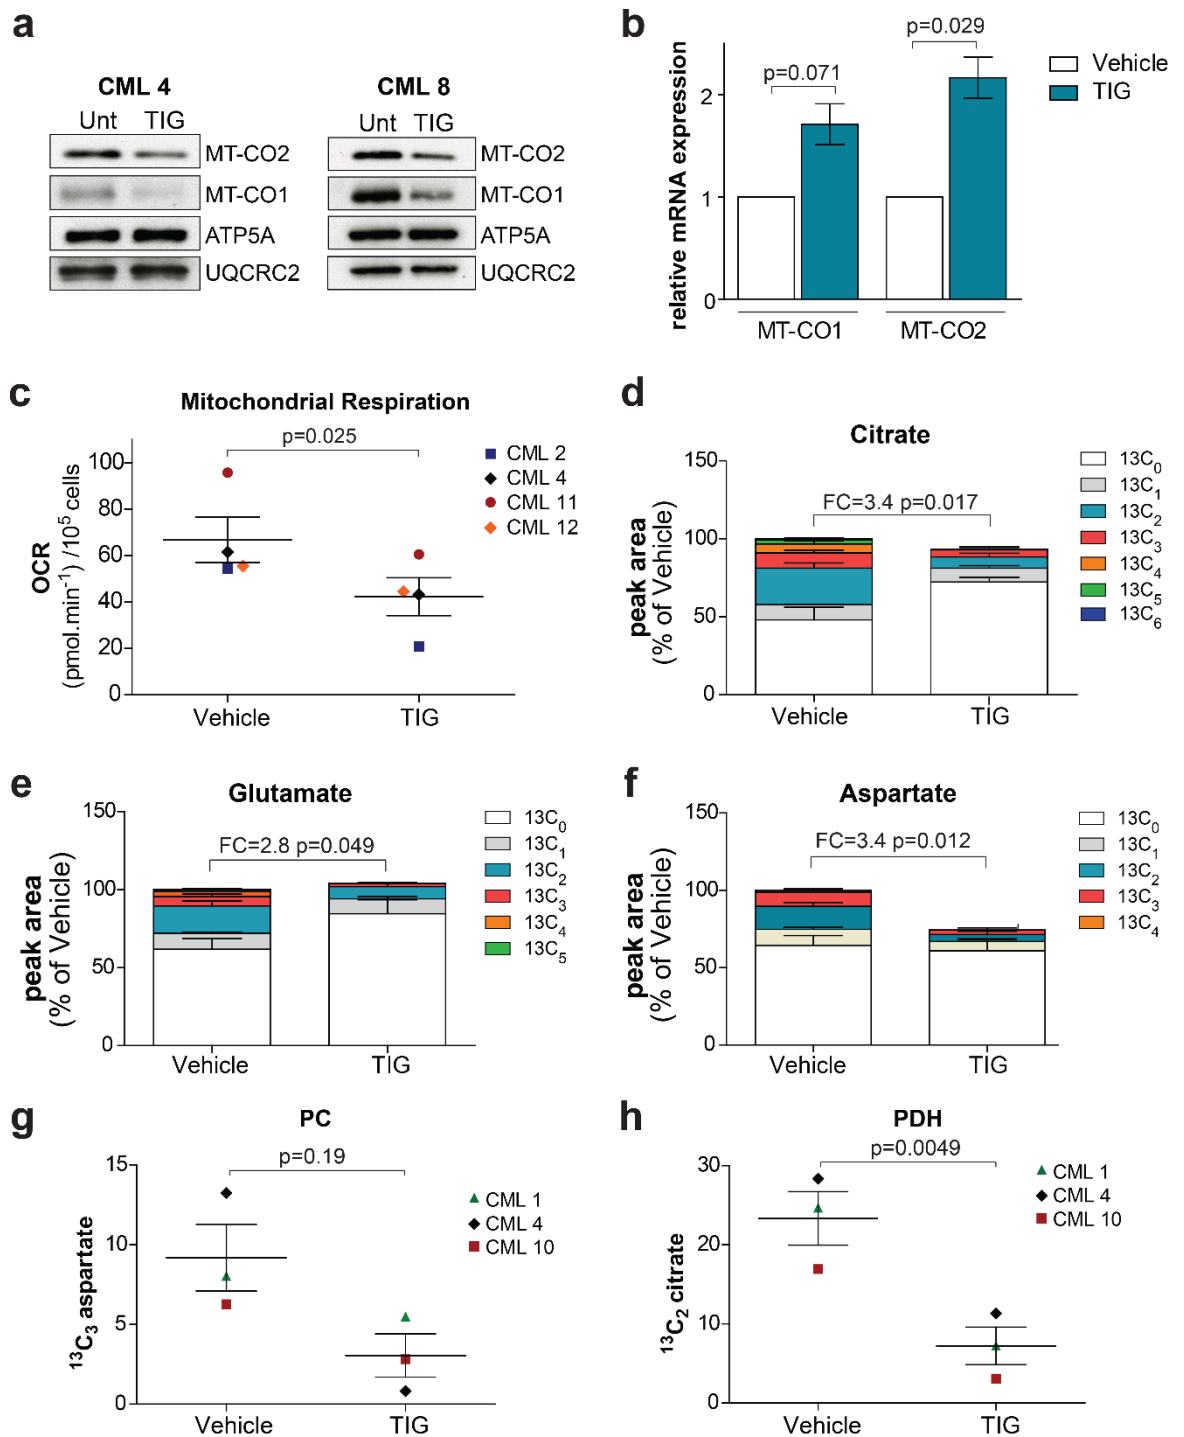 a
CML 4
Unt TIG
MT-CO2
MT-CO1
ATP5A
UQCRC2
CML 8
Unt TIG
MT-CO2
MT-CO1
ATP5A
UQCRC2
b
relative mRNA expression
2
1
0
p=0.071
p=0.029
MT-CO1
MT-CO2
Vehicle
TIG
c
Mitochondrial Respiration
OCR
(pmol.min⁻¹) /10⁵ cells
100
80
60
40
20
0
p=0.025
Vehicle
TIG
CML 2
CML 4
CML 11
CML 12
d
Citrate
peak area
(% of Vehicle)
150
100
50
0
FC=3.4 p=0.017
Vehicle
TIG
13C₀
13C₁
13C₂
13C₃
13C₄
13C₅
13C₆
e
Glutamate
peak area
(% of Vehicle)
150
100
50
0
FC=2.8 p=0.049
Vehicle
TIG
13C₀
13C₁
13C₂
13C₃
13C₄
13C₅
f
Aspartate
peak area
(% of Vehicle)
150
100
50
0
FC=3.4 p=0.012
Vehicle
TIG
13C₀
13C₁
13C₂
13C₃
13C₄
g
PC
¹³C₃ aspartate
15
10
5
0
p=0.19
Vehicle
TIG
CML 1
CML 4
CML 10
h
PDH
¹³C₂ citrate
30
20
10
0
p=0.0049
Vehicle
TIG
CML 1
CML 4
CML 10